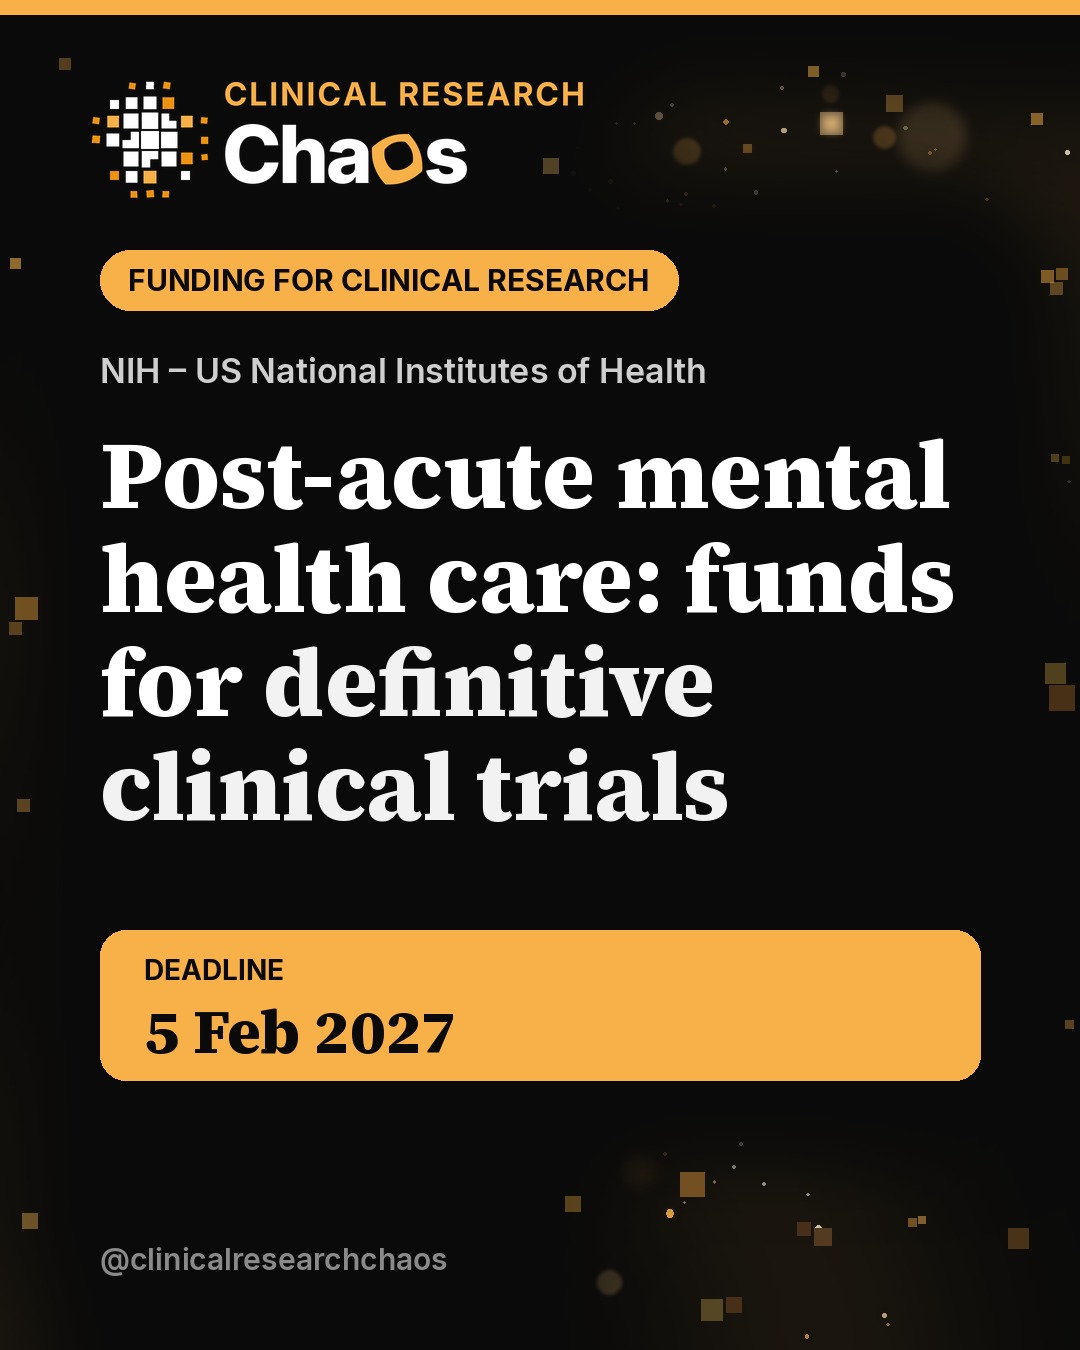 CLINICAL RESEARCH
Chaos
FUNDING FOR CLINICAL RESEARCH
NIH – US National Institutes of Health
Post-acute mental
health care: funds
for definitive
clinical trials
DEADLINE
5 Feb 2027
@clinicalresearchchaos